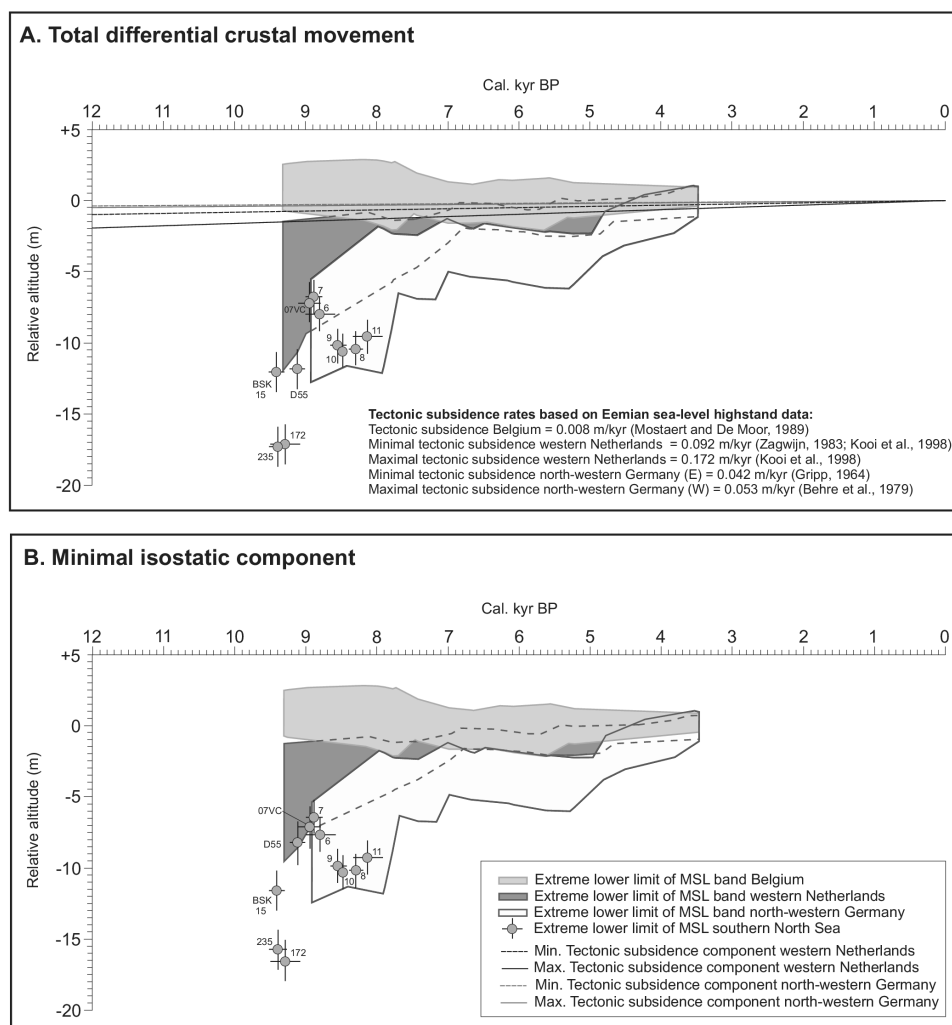 A. Total differential crustal movement
Cal. kyr BP
12 11 10 9 8 7 6 5 4 3 2 1 0
+5
0
-5
-10
-15
-20
Relative altitude (m)
7
07VC
6
9
10
8
11
BSK
15
D55
172
235
Tectonic subsidence rates based on Eemian sea-level highstand data:
Tectonic subsidence Belgium = 0.008 m/kyr (Mostaert and De Moor, 1989)
Minimal tectonic subsidence western Netherlands = 0.092 m/kyr (Zagwijn, 1983; Kooi et al., 1998)
Maximal tectonic subsidence western Netherlands = 0.172 m/kyr (Kooi et al., 1998)
Minimal tectonic subsidence north-western Germany (E) = 0.042 m/kyr (Gripp, 1964)
Maximal tectonic subsidence north-western Germany (W) = 0.053 m/kyr (Behre et al., 1979)
B. Minimal isostatic component
Cal. kyr BP
12 11 10 9 8 7 6 5 4 3 2 1 0
+5
0
-5
-10
-15
-20
Relative altitude (m)
07VC
7
D55
6
9
10
8
11
BSK
15
235
172
Extreme lower limit of MSL band Belgium
Extreme lower limit of MSL band western Netherlands
Extreme lower limit of MSL band north-western Germany
Extreme lower limit of MSL southern North Sea
Min. Tectonic subsidence component western Netherlands
Max. Tectonic subsidence component western Netherlands
Min. Tectonic subsidence component north-western Germany
Max. Tectonic subsidence component north-western Germany